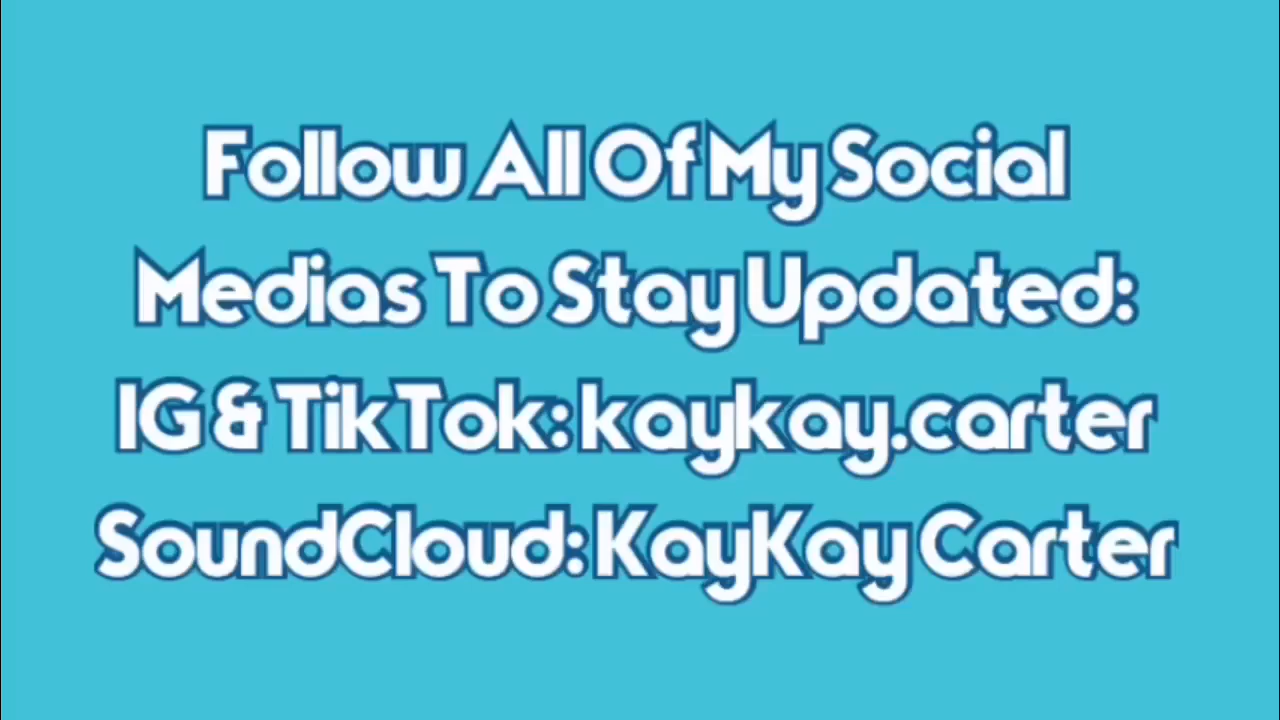 Follow All Of My Social
Medias To Stay Updated:
IG & TikTok: kaykay.carter
SoundCloud: KayKay Carter